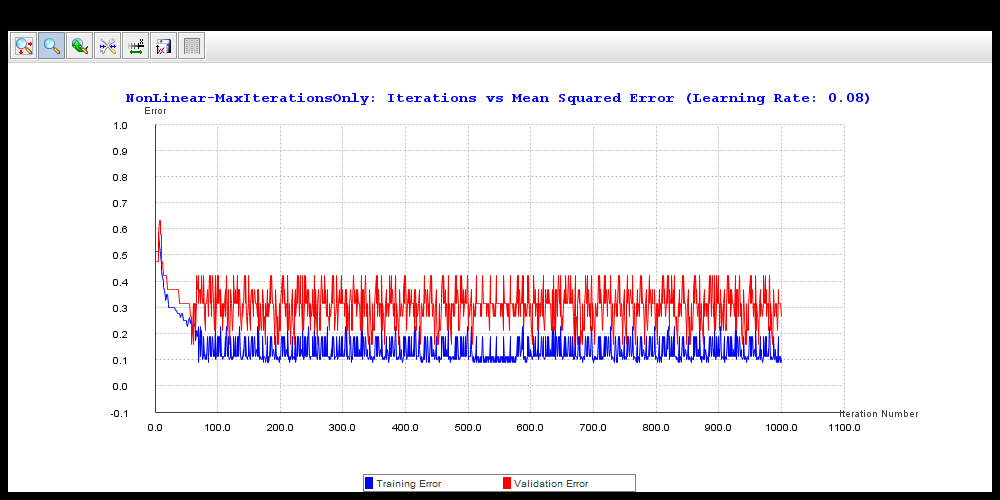 NonLinear-MaxIterationsOnly: Iterations vs Mean Squared Error (Learning Rate: 0.08)
Error
1.0
0.9
0.8
0.7
0.6
0.5
0.4
0.3
0.2
0.1
0.0
-0.1
Iteration Number
0.0 100.0 200.0 300.0 400.0 500.0 600.0 700.0 800.0 900.0 1000.0 1100.0
Training Error Validation Error